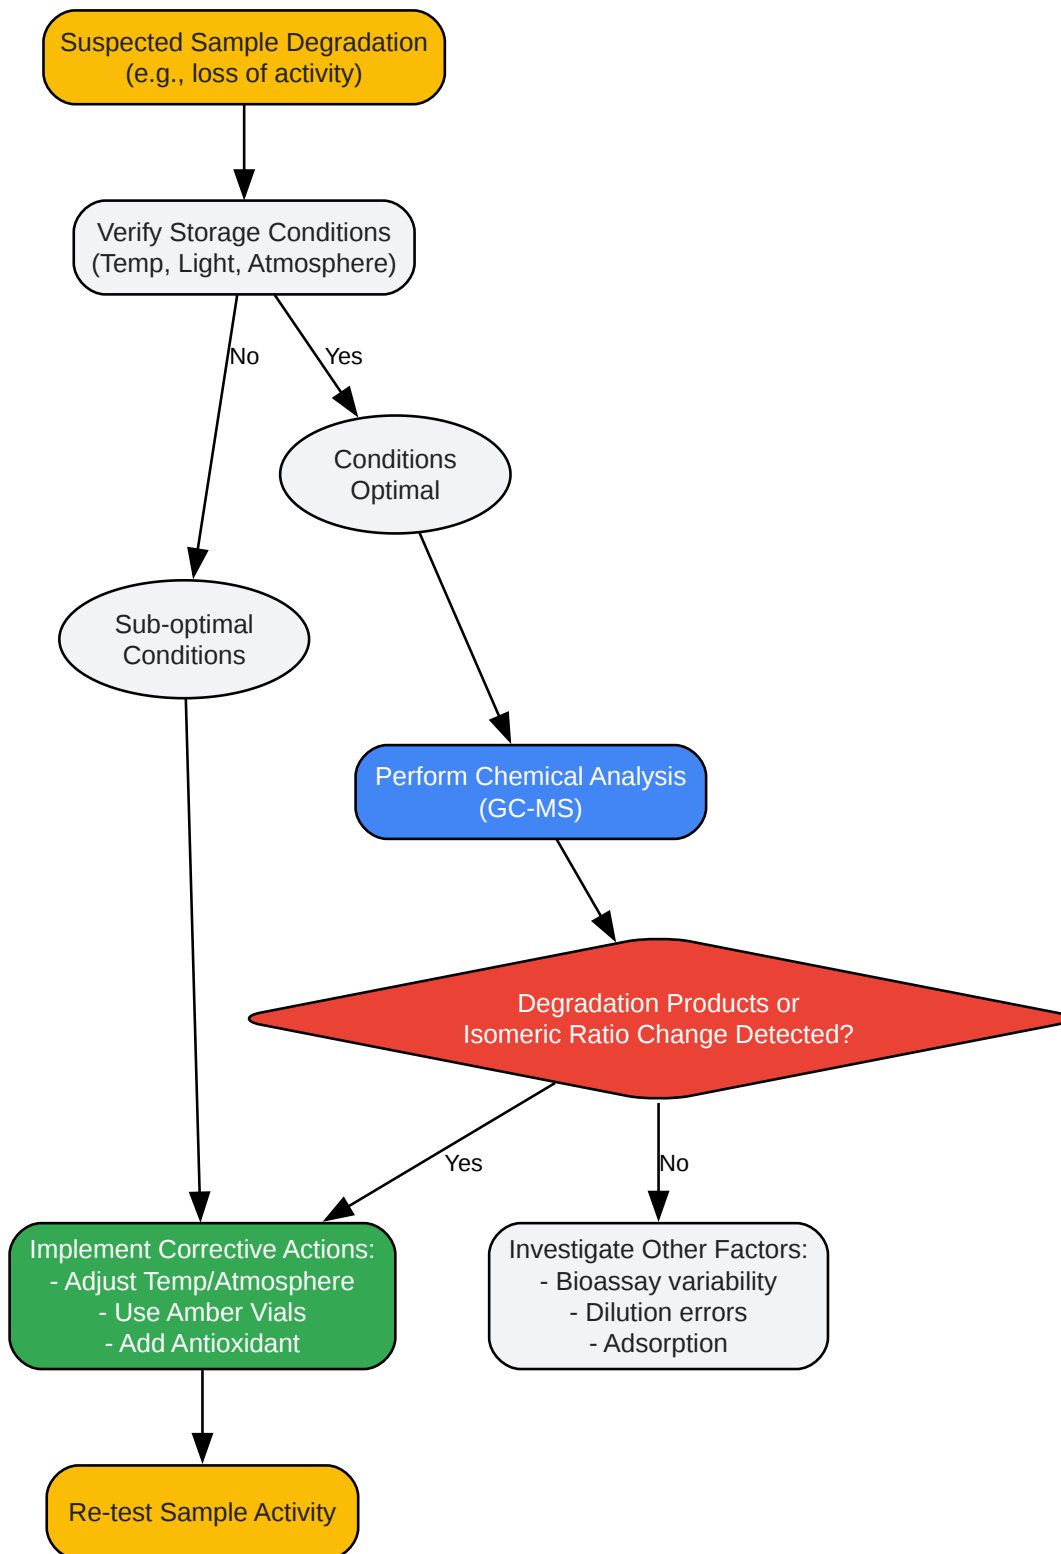 Suspected Sample Degradation
(e.g., loss of activity)
Verify Storage Conditions
(Temp, Light, Atmosphere)
No
Yes
Conditions
Optimal
Sub-optimal
Conditions
Perform Chemical Analysis
(GC-MS)
Degradation Products or
Isomeric Ratio Change Detected?
Yes
No
Implement Corrective Actions:
- Adjust Temp/Atmosphere
- Use Amber Vials
- Add Antioxidant
Investigate Other Factors:
- Bioassay variability
- Dilution errors
- Adsorption
Re-test Sample Activity